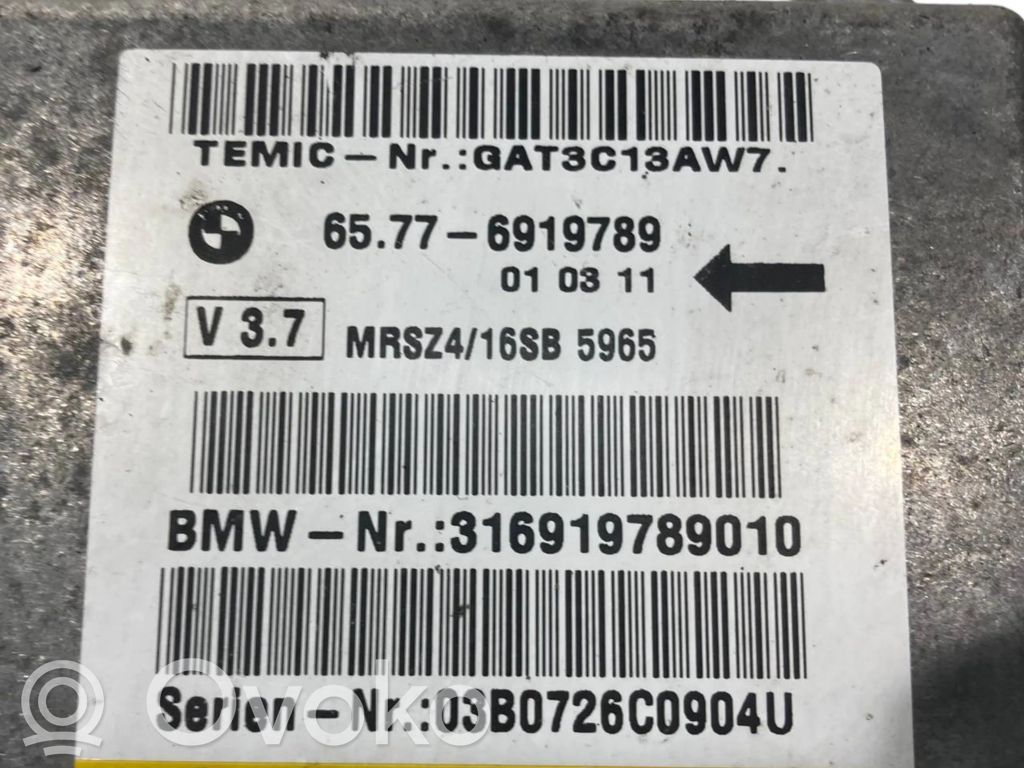 TEMIC-Nr.:GAT3C13AW7.
65.77-6919789
01 03 11
V 3.7
MRSZ4/16SB 5965
BMW-Nr.:316919789010
Serien-Nr.:03B0726C0904U
Ovoko